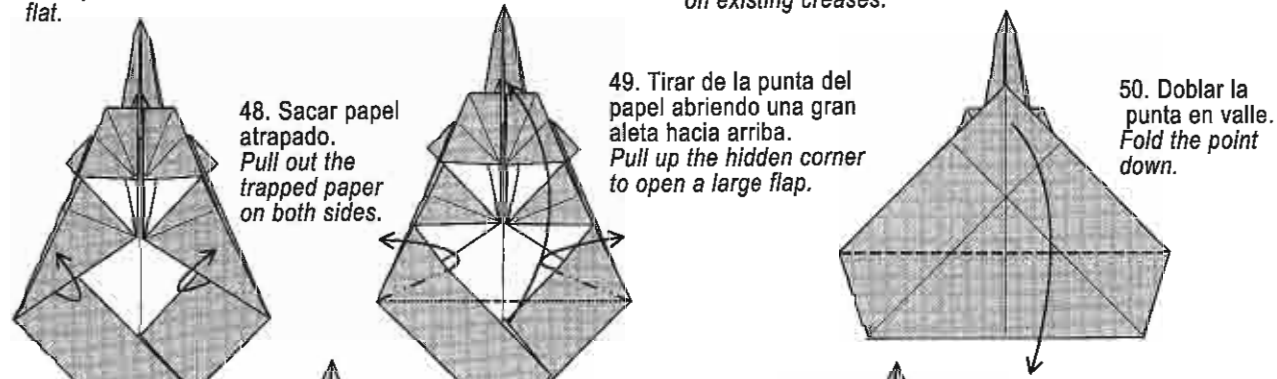 flat.
on existing creases.
48. Sacar papel
atrapado.
Pull out the
trapped paper
on both sides.
49. Tirar de la punta del
papel abriendo una gran
aleta hacia arriba.
Pull up the hidden corner
to open a large flap.
50. Doblar la
punta en valle.
Fold the point
down.